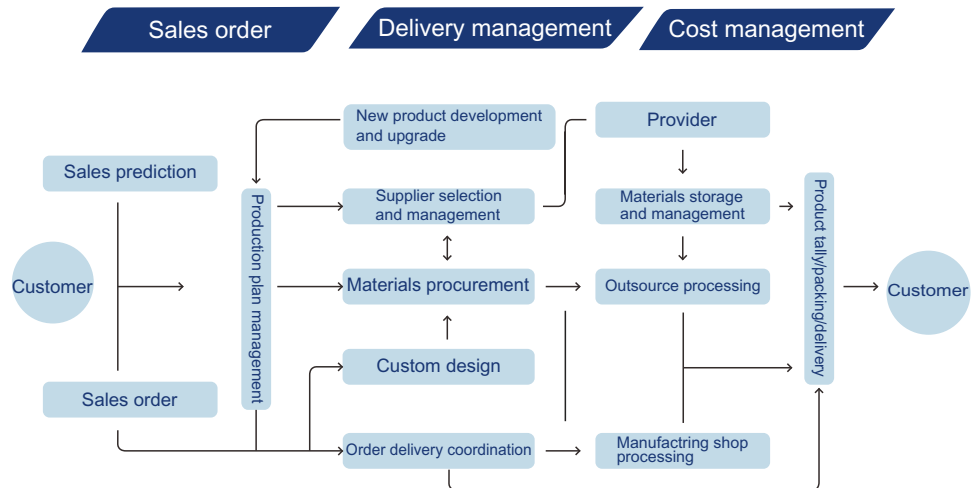 Sales order
Delivery management
Cost management
New product development
and upgrade
Provider
Sales prediction
Production plan management
Supplier selection
and management
Materials storage
and management
Product tally/packing/delivery
Customer
Materials procurement
Outsource processing
Customer
Custom design
Sales order
Order delivery coordination
Manufactring shop
processing